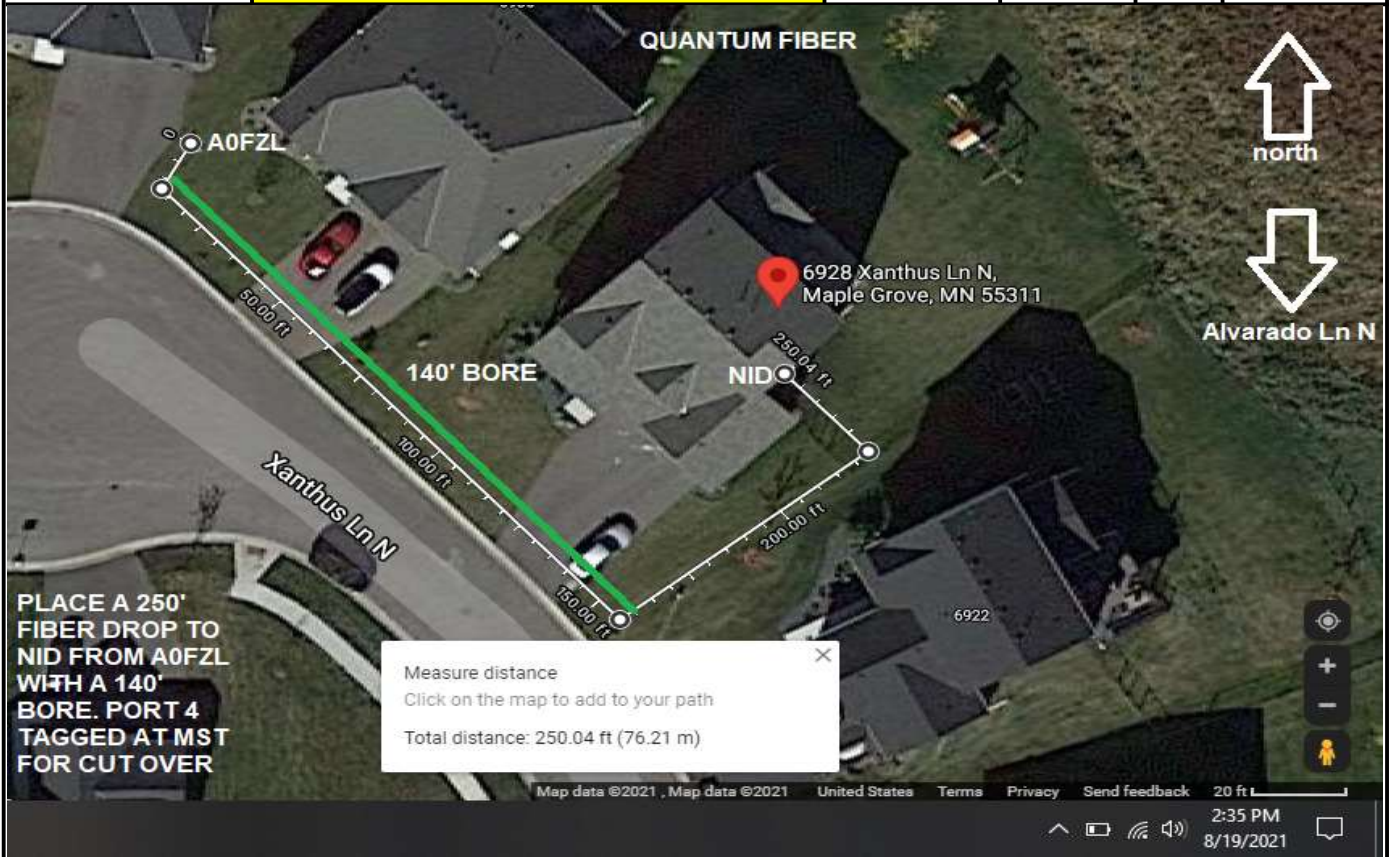 QUANTUM FIBER
north
Alvarado Ln N
0
A0FZL
50.00 ft
6928 Xanthus Ln N,
Maple Grove, MN 55311
140' BORE
NID
250.04 ft
100.00 ft
Xanthus Ln N
200.00 ft
150.00 ft
6922
PLACE A 250'
FIBER DROP TO
NID FROM A0FZL
WITH A 140'
BORE. PORT 4
TAGGED AT MST
FOR CUT OVER
Measure distance
Click on the map to add to your path
Total distance: 250.04 ft (76.21 m)
Map data ©2021 , Map data ©2021 United States Terms Privacy Send feedback 20 ft
2:35 PM
8/19/2021